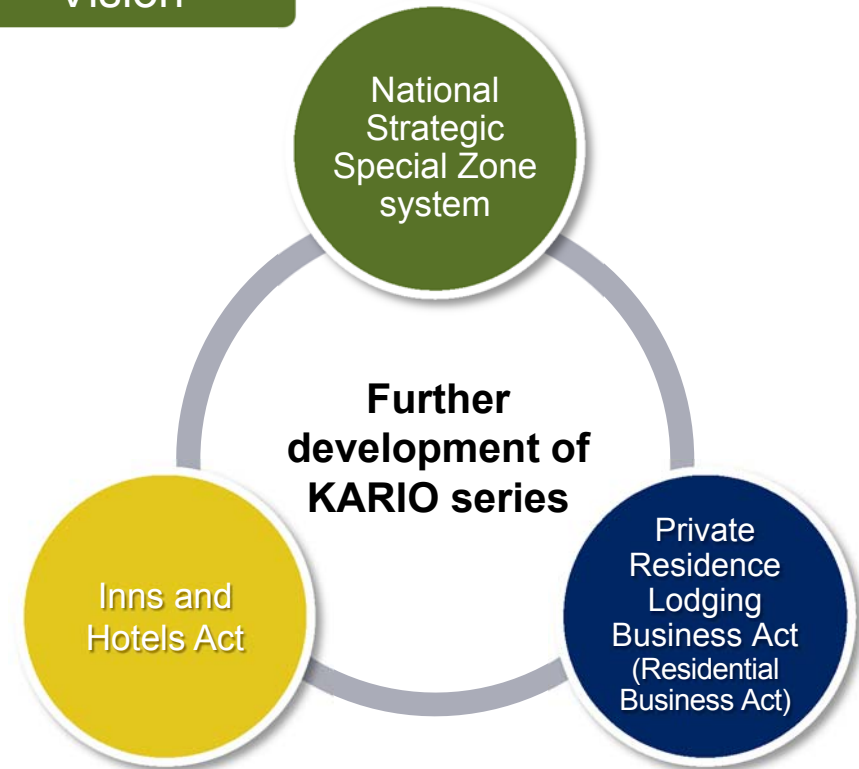 Vision
National
Strategic
Special Zone
system
Further
development of
KARIO series
Inns and
Hotels Act
Private
Residence
Lodging
Business Act
(Residential
Business Act)